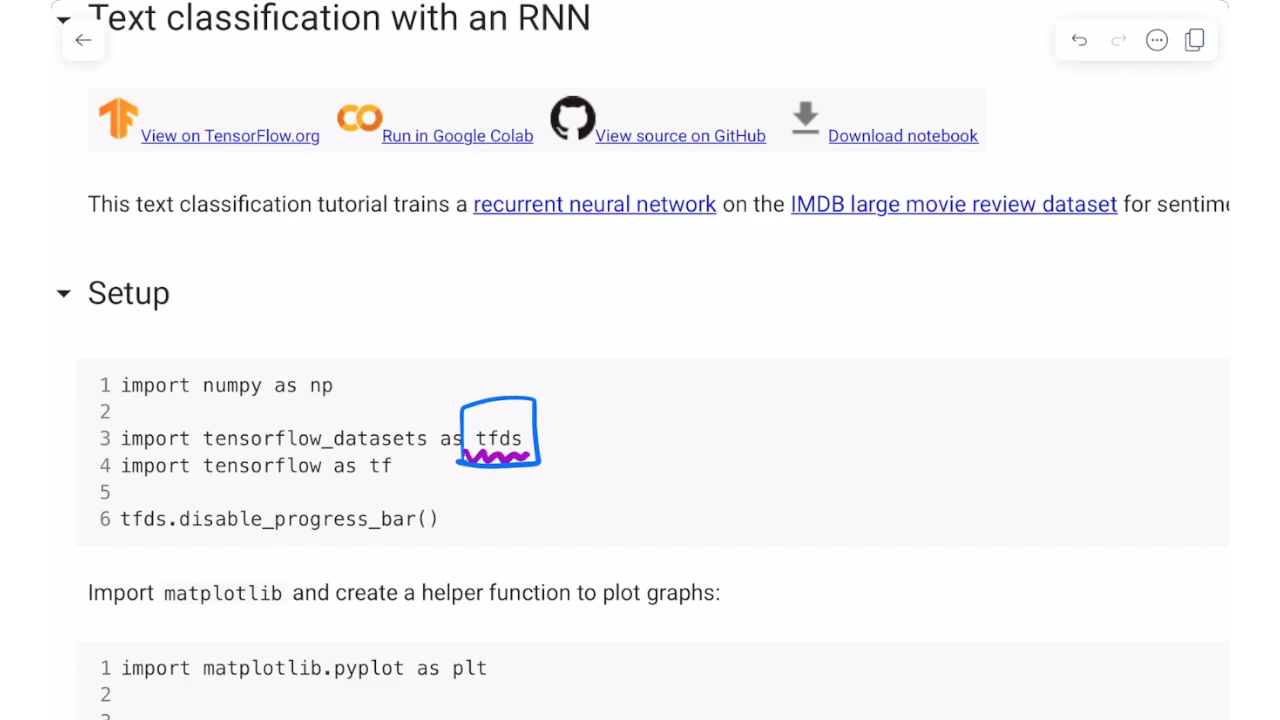 Text classification with an RNN
View on TensorFlow.org Run in Google Colab View source on GitHub Download notebook
This text classification tutorial trains a recurrent neural network on the IMDB large movie review dataset for
Setup
1 import numpy as np
2
3 import tensorflow_datasets as tfds
4 import tensorflow as tf
5
6 tfds.disable_progress_bar()
Import matplotlib and create a helper function to plot graphs:
1 import matplotlib.pyplot as plt
2